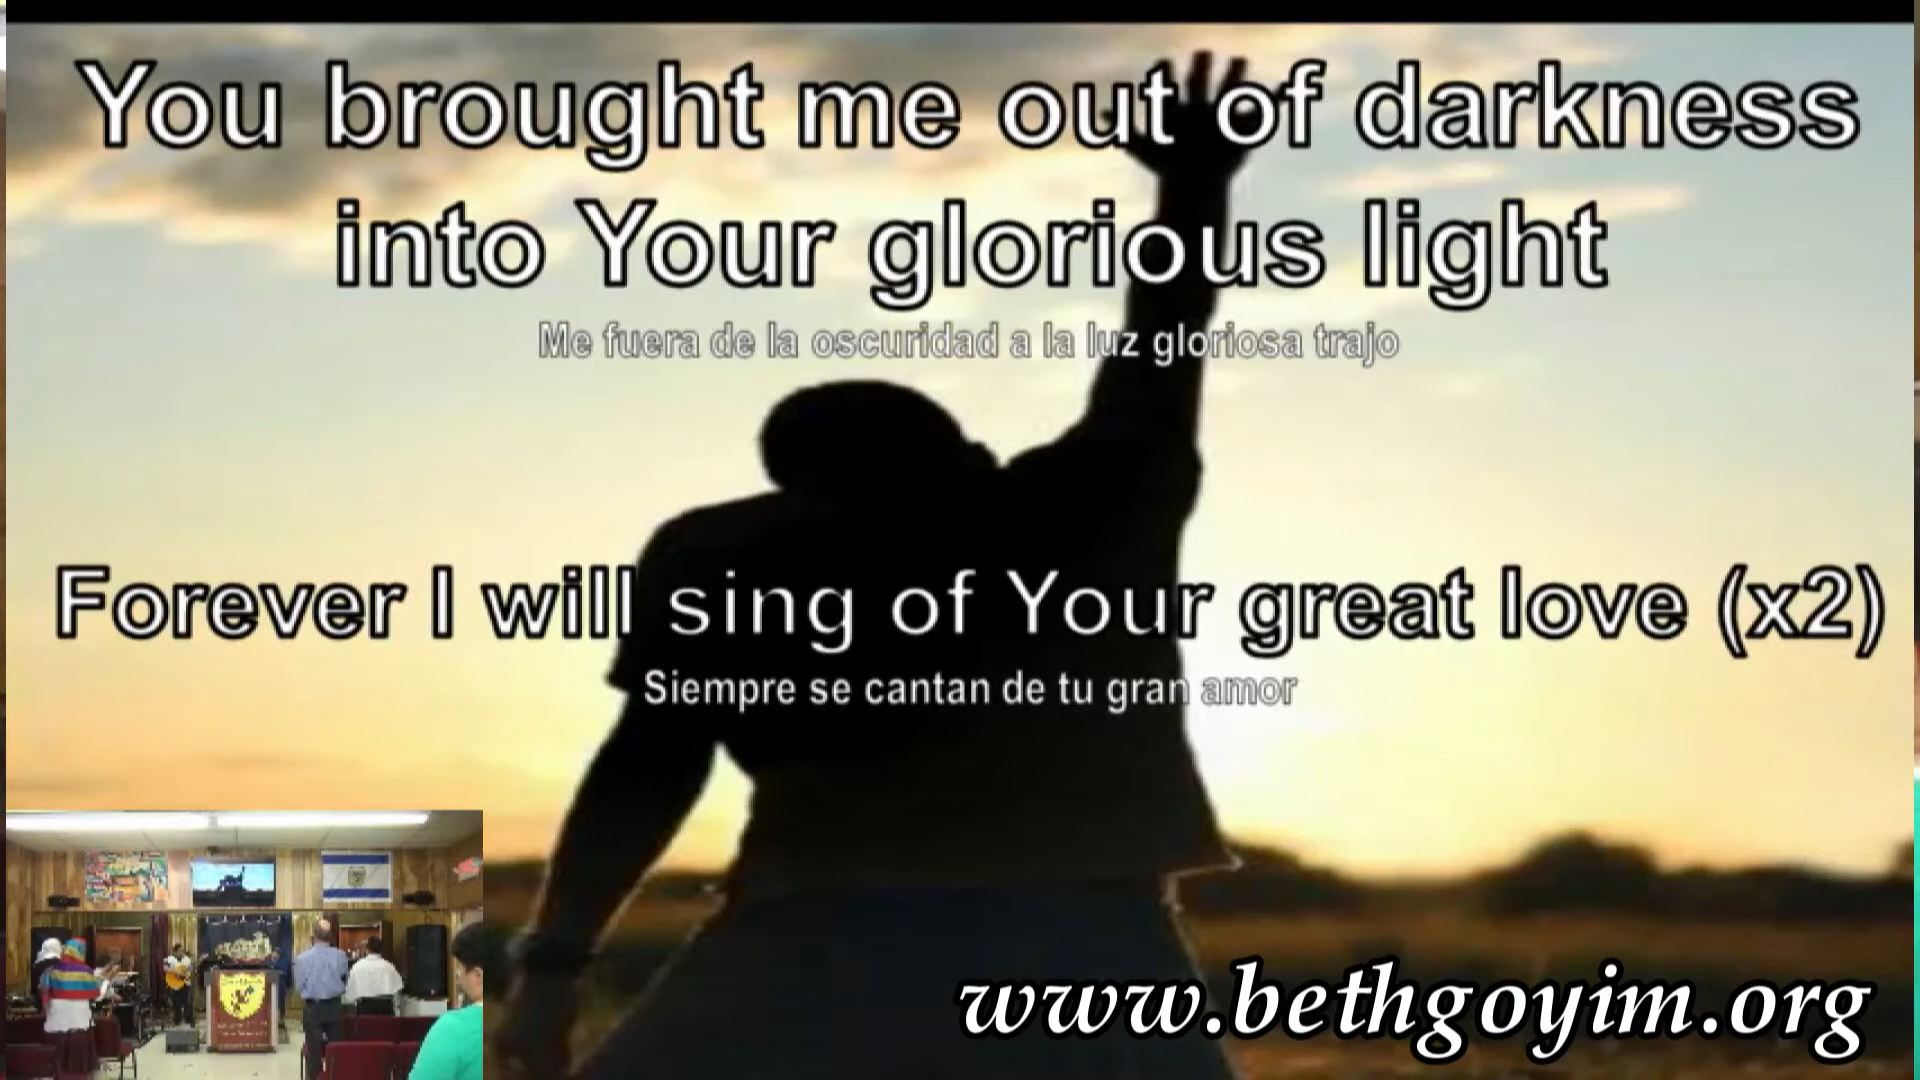 You brought me out of darkness
into Your glorious light
Me fuera de la oscuridad a la luz gloriosa trajo
Forever I will sing of Your great love (x2)
Siempre se cantan de tu gran amor
www.bethgoyim.org